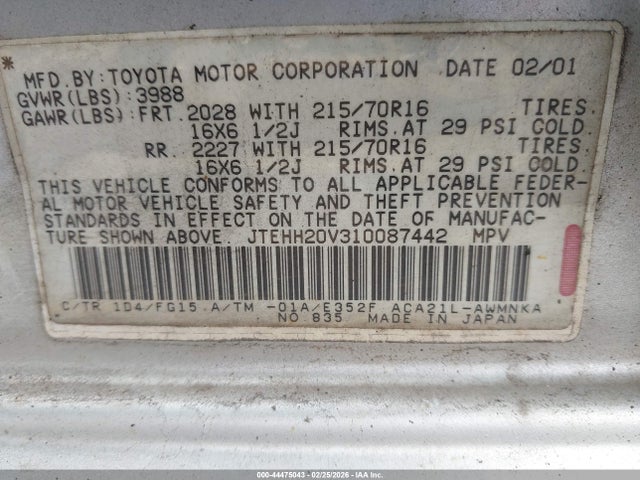 * MFD.BY:TOYOTA MOTOR CORPORATION DATE 02/01
GVWR(LBS):3988
GAWR(LBS):FRT.2028 WITH 215/70R16 TIRES.
16X6 1/2J RIMS.AT 29 PSI COLD.
RR. 2227 WITH 215/70R16 TIRES.
16X6 1/2J RIMS.AT 29 PSI COLD.
THIS VEHICLE CONFORMS TO ALL APPLICABLE FEDER-
AL MOTOR VEHICLE SAFETY AND THEFT PREVENTION
STANDARDS IN EFFECT ON THE DATE OF MANUFAC-
TURE SHOWN ABOVE. JTEHH20V310087442 MPV
C/TR 1D4/FG15 A/TM -01A/E352F ACA21L-AWMNKA
NO 835 MADE IN JAPAN
000-44475043 - 02/25/2026 - IAAI.com